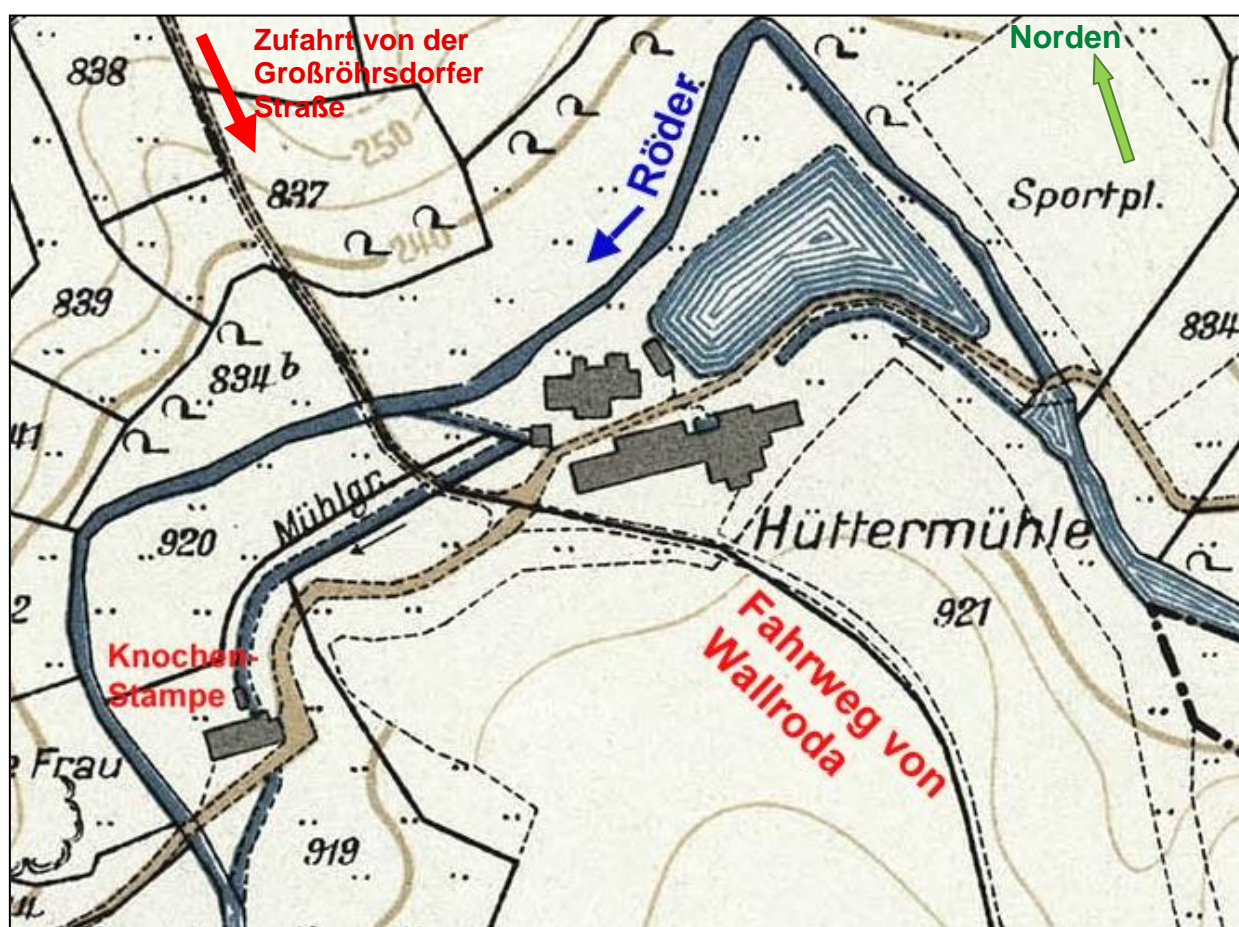 Zufahrt von der
Großröhrsdorfer
Straße
Norden
838
250
Röder
837
Sportpl.
240
839
834
834 b
41
Mühlgr.
920
Hüttermühle
921
2
Fahrweg von
Wallroda
Knochen-
Stampe
Frau
919